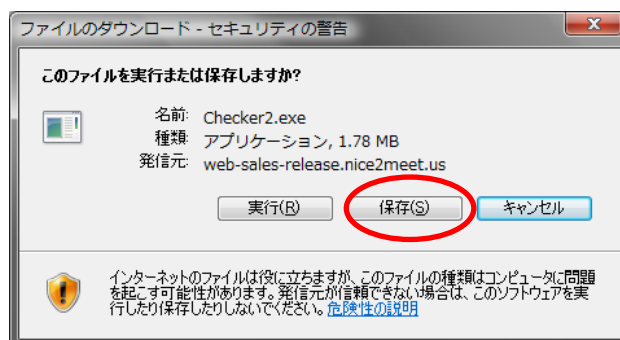 ファイルのダウンロード - セキュリティの警告
このファイルを実行または保存しますか?
名前: Checker2.exe
種類: アプリケーション, 1.78 MB
発信元: web-sales-release.nice2meet.us
実行(R) 保存(S) キャンセル
インターネットのファイルは役に立ちますが、このファイルの種類はコンピュータに問題
を起こす可能性があります。発信元が信頼できない場合は、このソフトウェアを実
行したり保存したりしないでください。危険性の説明